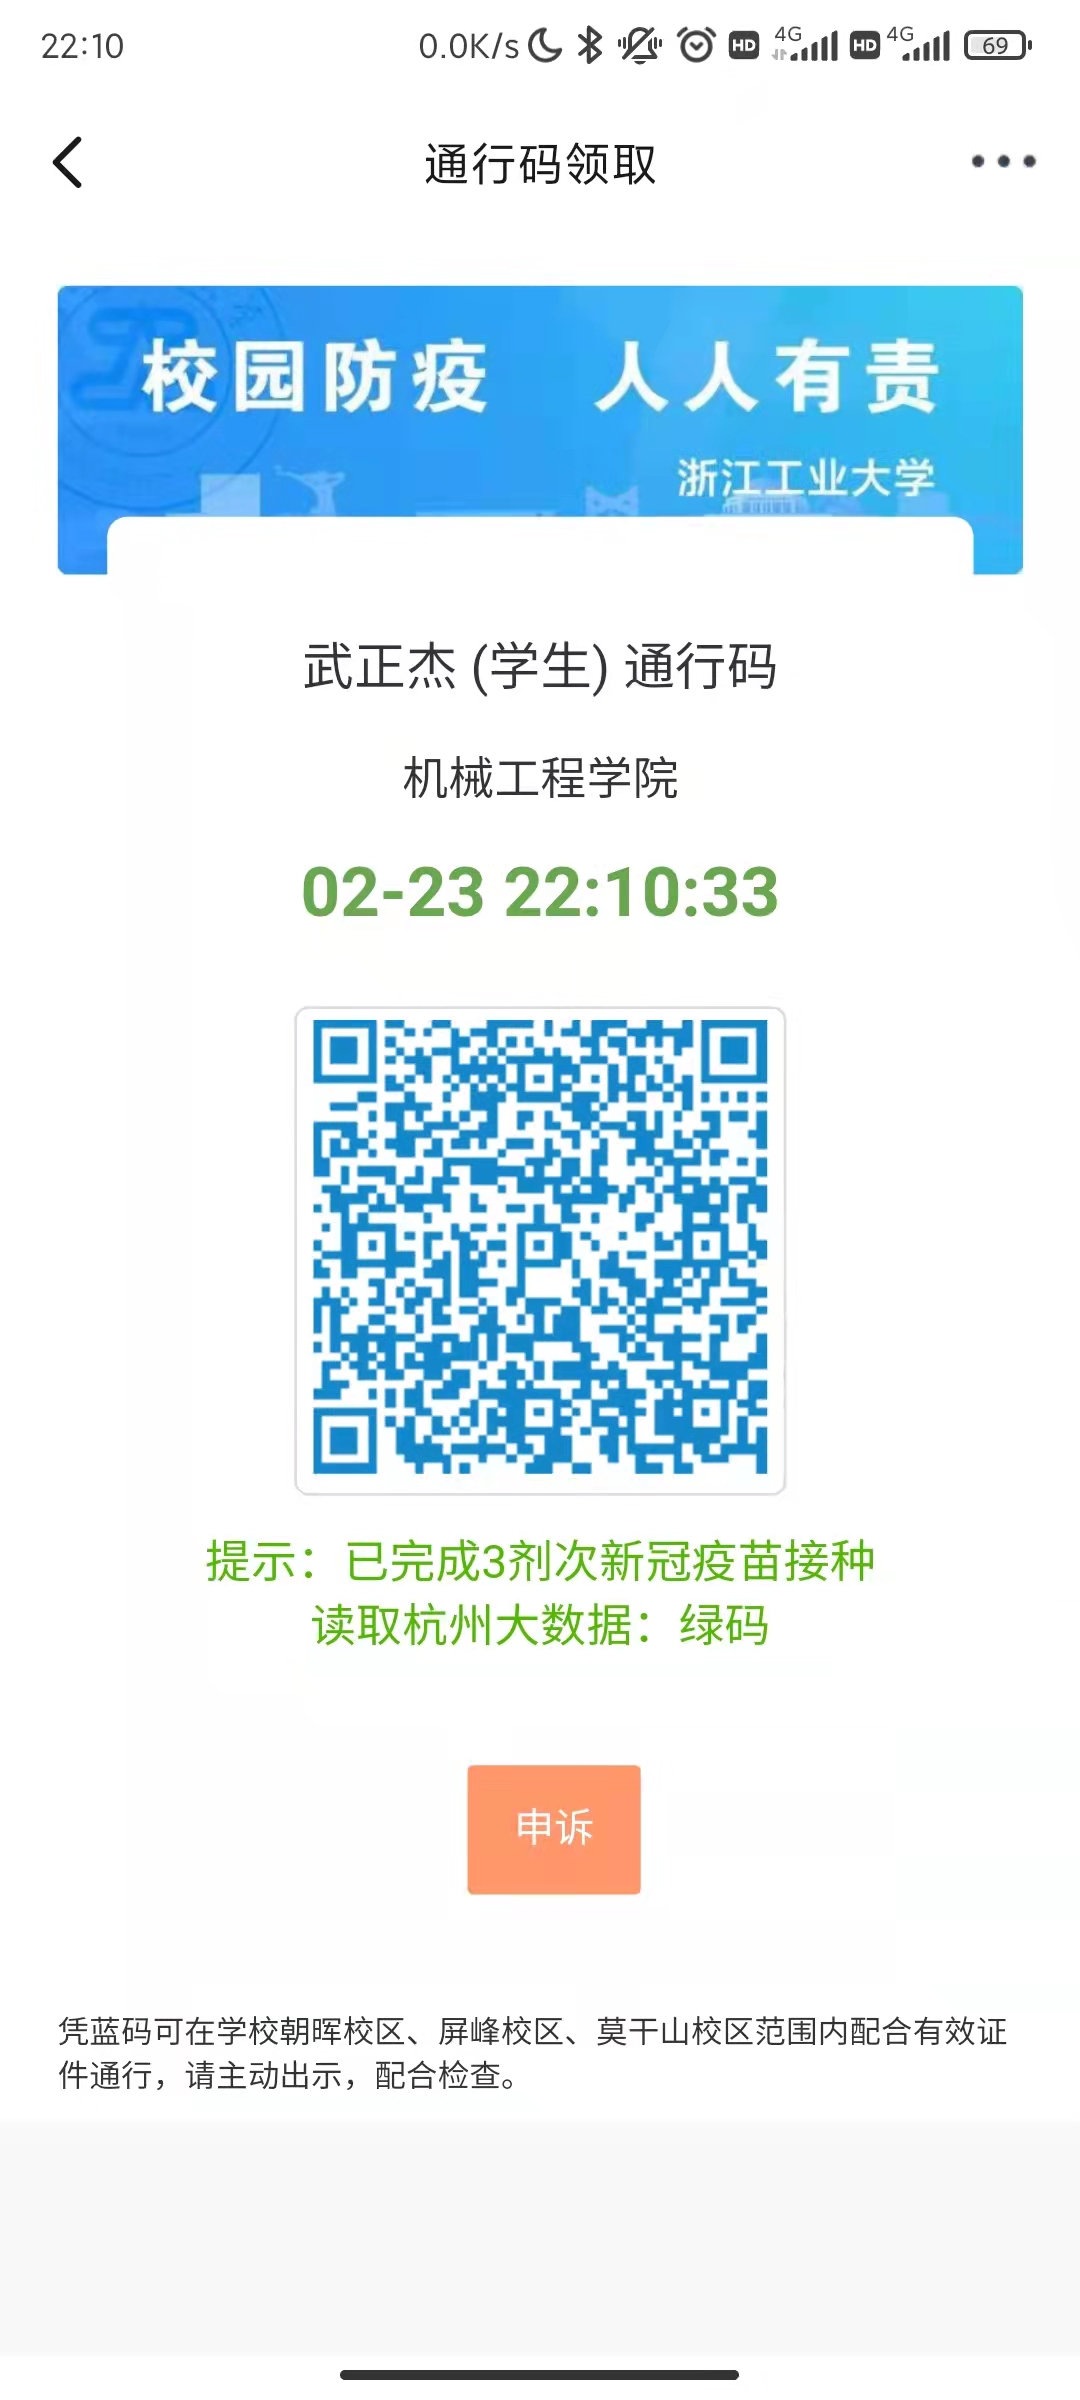 22:10 0.0K/s HD 4G HD 4G 69
通行码领取
校园防疫 人人有责
浙江工业大学
武正杰 (学生) 通行码
机械工程学院
02-23 22:10:33
提示：已完成3剂次新冠疫苗接种
读取杭州大数据：绿码
申诉
凭蓝码可在学校朝晖校区、屏峰校区、莫干山校区范围内配合有效证
件通行，请主动出示，配合检查。